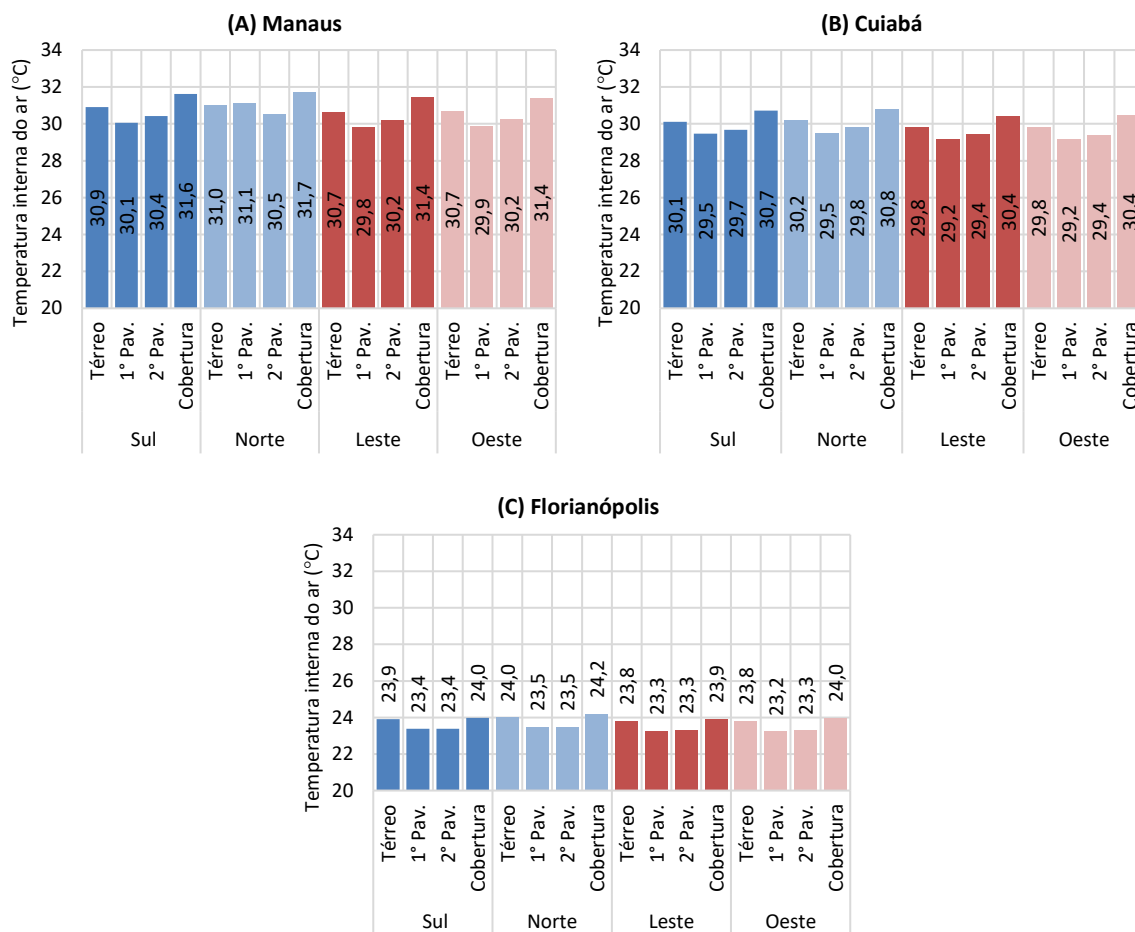 (A) Manaus
Temperatura interna do ar (°C)
34
32
30
28
26
24
22
20
30,9
30,1
30,4
31,6
31,0
31,1
30,5
31,7
30,7
29,8
30,2
31,4
30,7
29,9
30,2
31,4
Térreo
1° Pav.
2° Pav.
Cobertura
Térreo
1° Pav.
2° Pav.
Cobertura
Térreo
1° Pav.
2° Pav.
Cobertura
Térreo
1° Pav.
2° Pav.
Cobertura
Sul
Norte
Leste
Oeste
(B) Cuiabá
Temperatura interna do ar (°C)
34
32
30
28
26
24
22
20
30,1
29,5
29,7
30,7
30,2
29,5
29,8
30,8
29,8
29,2
29,4
30,4
29,8
29,2
29,4
30,4
Térreo
1° Pav.
2° Pav.
Cobertura
Térreo
1° Pav.
2° Pav.
Cobertura
Térreo
1° Pav.
2° Pav.
Cobertura
Térreo
1° Pav.
2° Pav.
Cobertura
Sul
Norte
Leste
Oeste
(C) Florianópolis
Temperatura interna do ar (°C)
34
32
30
28
26
24
22
20
23,9
23,4
23,4
24,0
24,0
23,5
23,5
24,2
23,8
23,3
23,3
23,9
23,8
23,2
23,3
24,0
Térreo
1° Pav.
2° Pav.
Cobertura
Térreo
1° Pav.
2° Pav.
Cobertura
Térreo
1° Pav.
2° Pav.
Cobertura
Térreo
1° Pav.
2° Pav.
Cobertura
Sul
Norte
Leste
Oeste